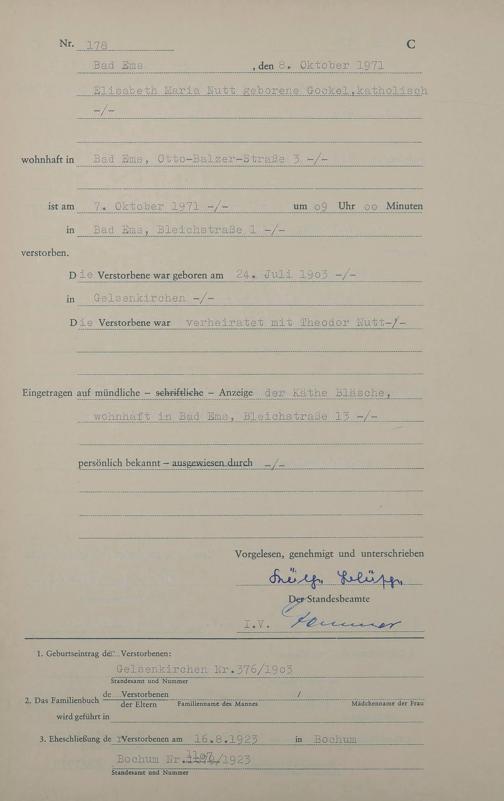 Nr. 178 C
Bad Ems , den 8. Oktober 1971
Elisabeth Maria Nutt geborene Gockel,katholisch
-/-
wohnhaft in Bad Ems, Otto-Balzer-Straße 3 -/-
ist am 7. Oktober 1971 -/- um 09 Uhr 00 Minuten
in Bad Ems, Bleichstraße 1 -/-
verstorben.
Die Verstorbene war geboren am 24. Juli 1903 -/-
in Gelsenkirchen -/-
Die Verstorbene war verheiratet mit Theodor Nutt-/-
Eingetragen auf mündliche – schriftliche – Anzeige der Käthe Bläsche,
wohnhaft in Bad Ems, Bleichstraße 13 -/-
persönlich bekannt – ausgewiesen durch -/-
Vorgelesen, genehmigt und unterschrieben
Der Standesbeamte
I.V.
1. Geburtseintrag der Verstorbenen:
Gelsenkirchen Nr.376/1903
Standesamt und Nummer
2. Das Familienbuch de Verstorbenen /
der Eltern Familienname des Mannes Mädchenname der Frau
wird geführt in
3. Eheschließung de r Verstorbenen am 16.8.1923 in Bochum
Bochum Nr. /1923
Standesamt und Nummer